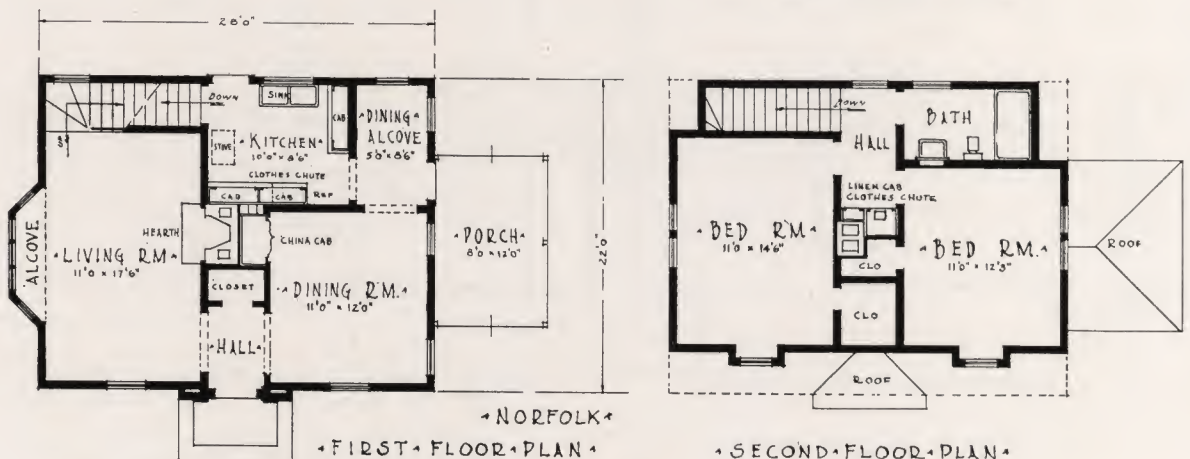 28'0"
DOWN
SINK
CAB
DINING
ALCOVE
5'0" x 8'6"
KITCHEN
10'0" x 8'6"
STOVE
CLOTHES CHUTE
CAB CAB REF
ALCOVE
LIVING RM
11'0 x 17'6"
HEARTH
CHINA CAB
CLOSET
DINING RM.
11'0" x 12'0"
HALL
PORCH
8'0 x 12'0"
22'0"
NORFOLK
FIRST FLOOR PLAN
DOWN
HALL
BATH
LINEN CAB
CLOTHES CHUTE
BED RM
11'0 x 14'6"
CLO
CLO
BED RM.
11'0" x 12'3"
ROOF
ROOF
SECOND FLOOR PLAN